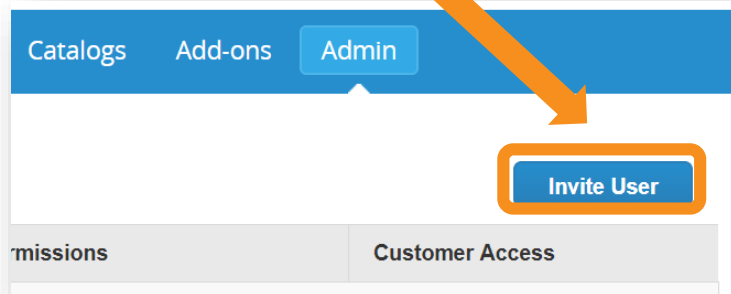 Catalogs Add-ons Admin
Invite User
rmissions Customer Access